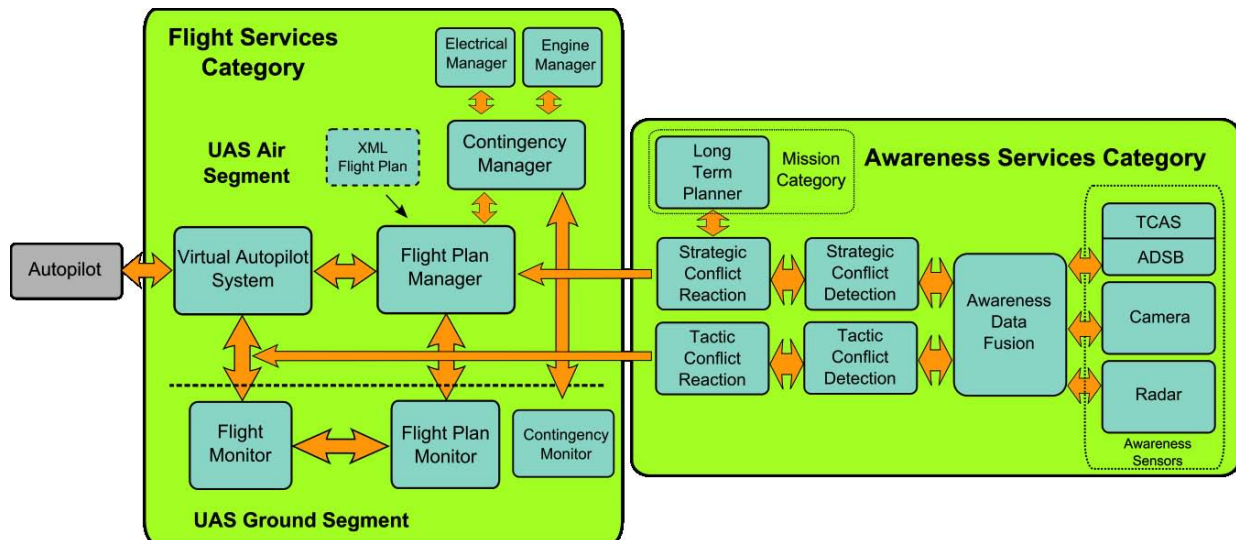 Flight Services
Category
Electrical
Manager
Engine
Manager
UAS Air
Segment
XML
Flight Plan
Contingency
Manager
Autopilot
Virtual Autopilot
System
Flight Plan
Manager
Flight
Monitor
Flight Plan
Monitor
Contingency
Monitor
UAS Ground Segment
Long
Term
Planner
Mission
Category
Awareness Services Category
Strategic
Conflict
Reaction
Strategic
Conflict
Detection
Tactic
Conflict
Reaction
Tactic
Conflict
Detection
Awareness
Data
Fusion
TCAS
ADSB
Camera
Radar
Awareness
Sensors